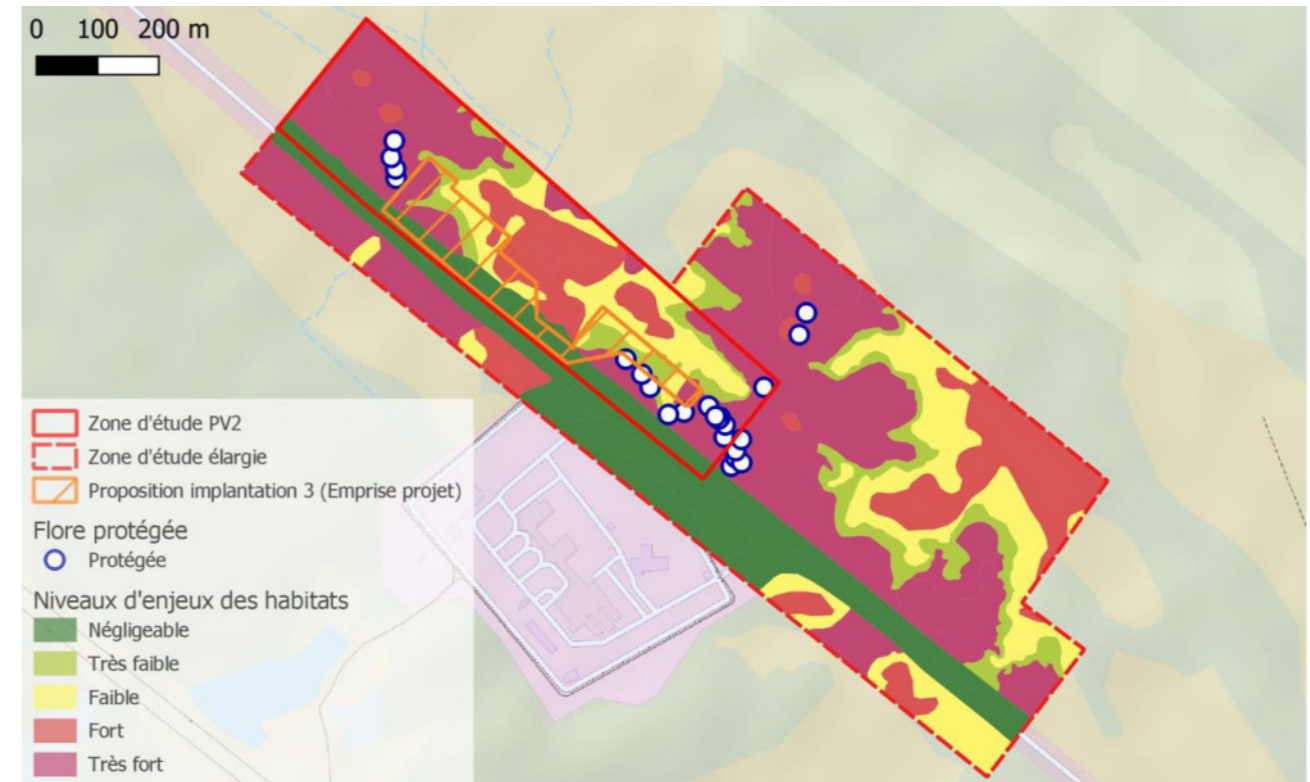 0 100 200 m
Zone d'étude PV2
Zone d'étude élargie
Proposition implantation 3 (Emprise projet)
Flore protégée
Protégée
Niveaux d'enjeux des habitats
Négligeable
Très faible
Faible
Fort
Très fort